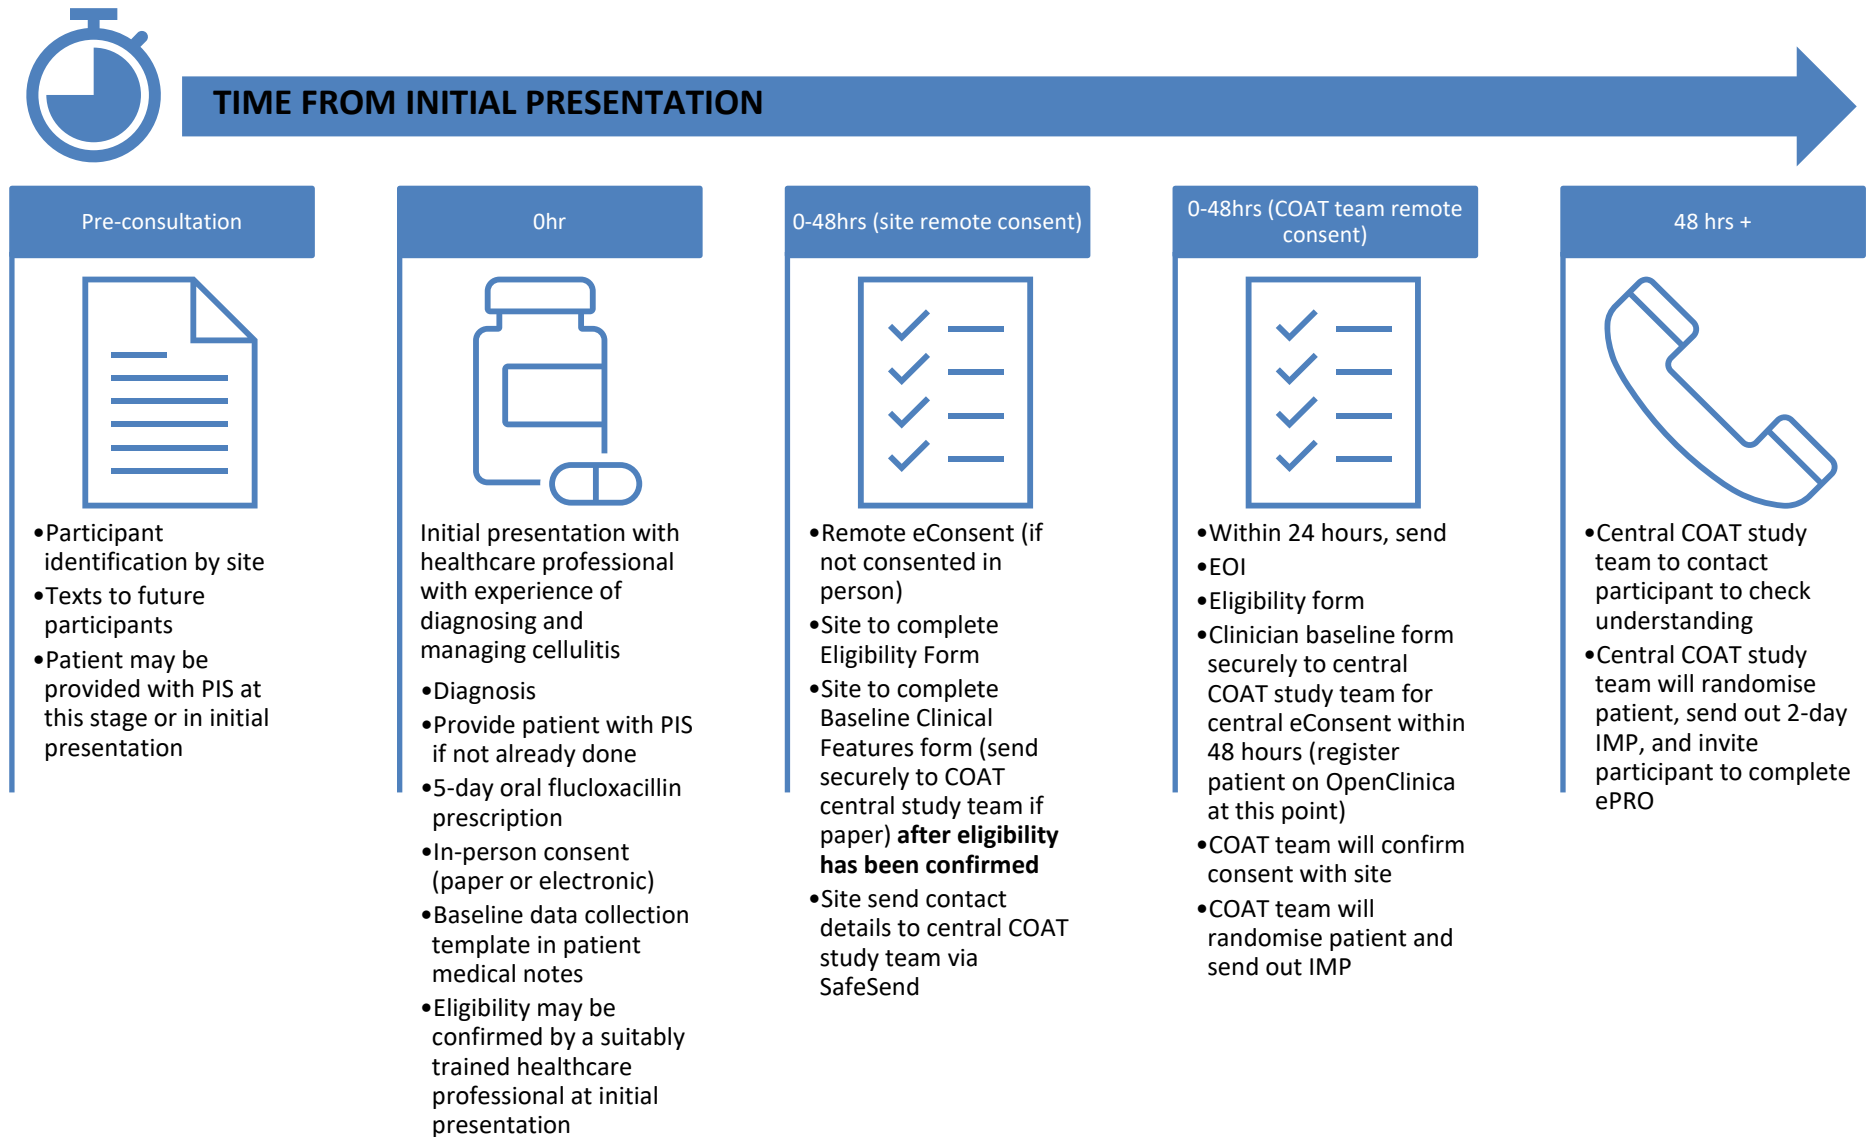 TIME FROM INITIAL PRESENTATION
Pre-consultation
•Participant
identification by site
•Texts to future
participants
•Patient may be
provided with PIS at
this stage or in initial
presentation
0hr
Initial presentation with
healthcare professional
with experience of
diagnosing and
managing cellulitis
•Diagnosis
•Provide patient with PIS
if not already done
•5-day oral flucloxacillin
prescription
•In-person consent
(paper or electronic)
•Baseline data collection
template in patient
medical notes
•Eligibility may be
confirmed by a suitably
trained healthcare
professional at initial
presentation
0-48hrs (site remote consent)
•Remote eConsent (if
not consented in
person)
•Site to complete
Eligibility Form
•Site to complete
Baseline Clinical
Features form (send
securely to COAT
central study team if
paper) after eligibility
has been confirmed
•Site send contact
details to central COAT
study team via
SafeSend
0-48hrs (COAT team remote
consent)
•Within 24 hours, send
•EOI
•Eligibility form
•Clinician baseline form
securely to central
COAT study team for
central eConsent within
48 hours (register
patient on OpenClinica
at this point)
•COAT team will confirm
consent with site
•COAT team will
randomise patient and
send out IMP
48 hrs +
•Central COAT study
team to contact
participant to check
understanding
•Central COAT study
team will randomise
patient, send out 2-day
IMP, and invite
participant to complete
ePRO